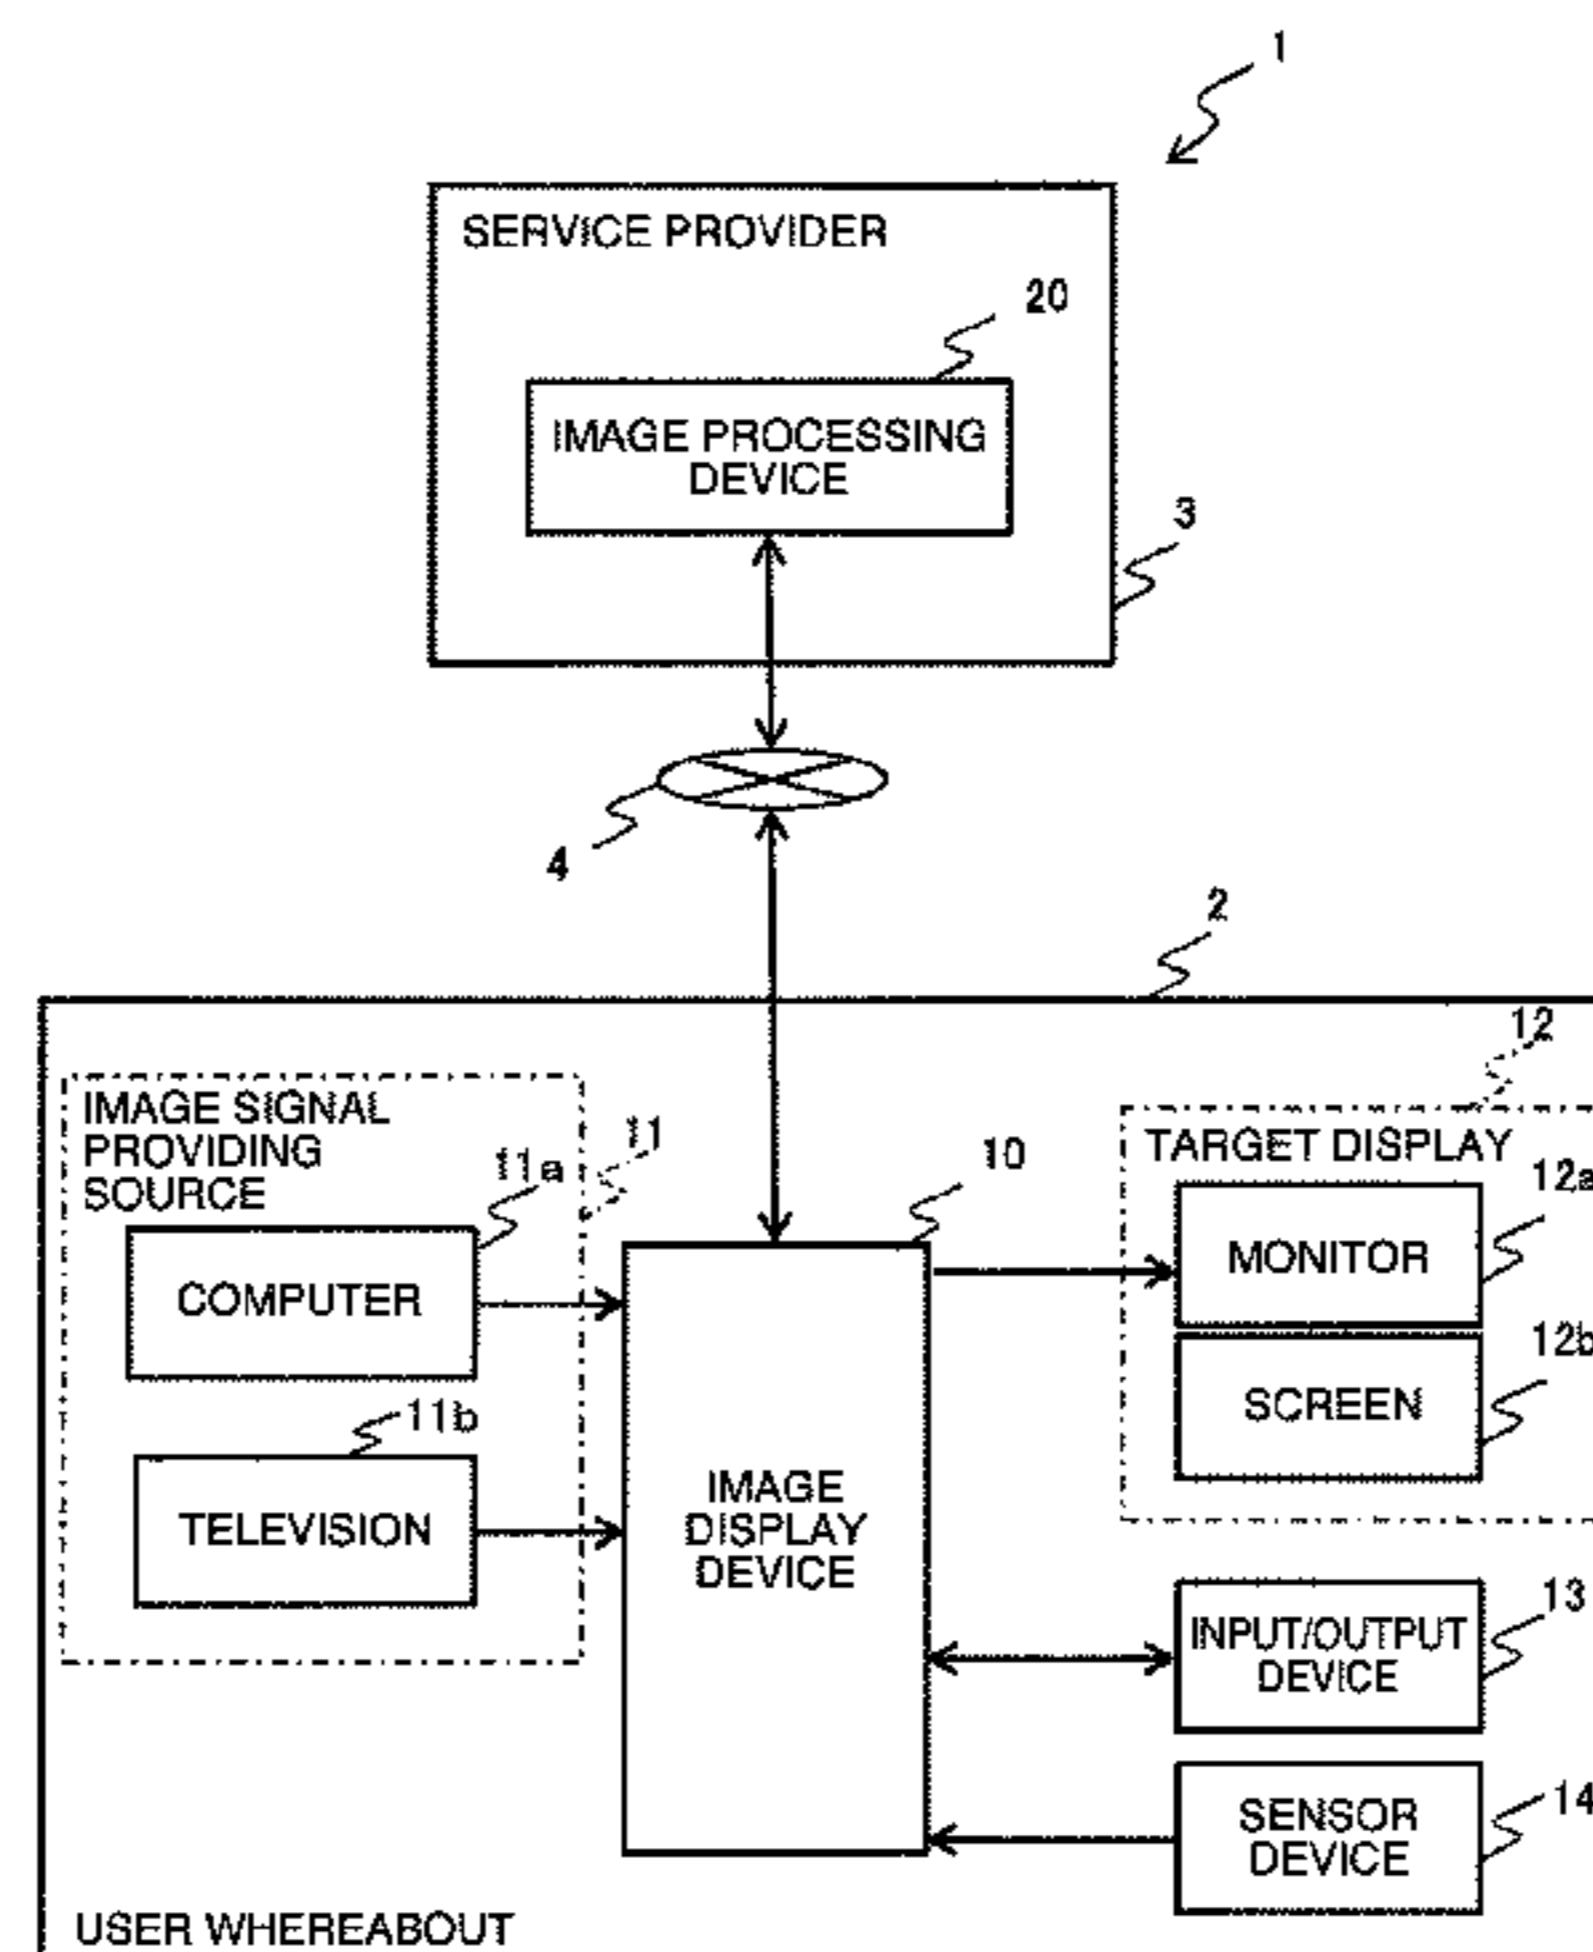 1
SERVICE PROVIDER
20
IMAGE PROCESSING
DEVICE
3
4
2
12
IMAGE SIGNAL
PROVIDING
SOURCE
11
11a
10
TARGET DISPLAY
12a
MONITOR
COMPUTER
12b
SCREEN
11b
TELEVISION
IMAGE
DISPLAY
DEVICE
13
INPUT/OUTPUT
DEVICE
14
SENSOR
DEVICE
USER WHEREABOUT